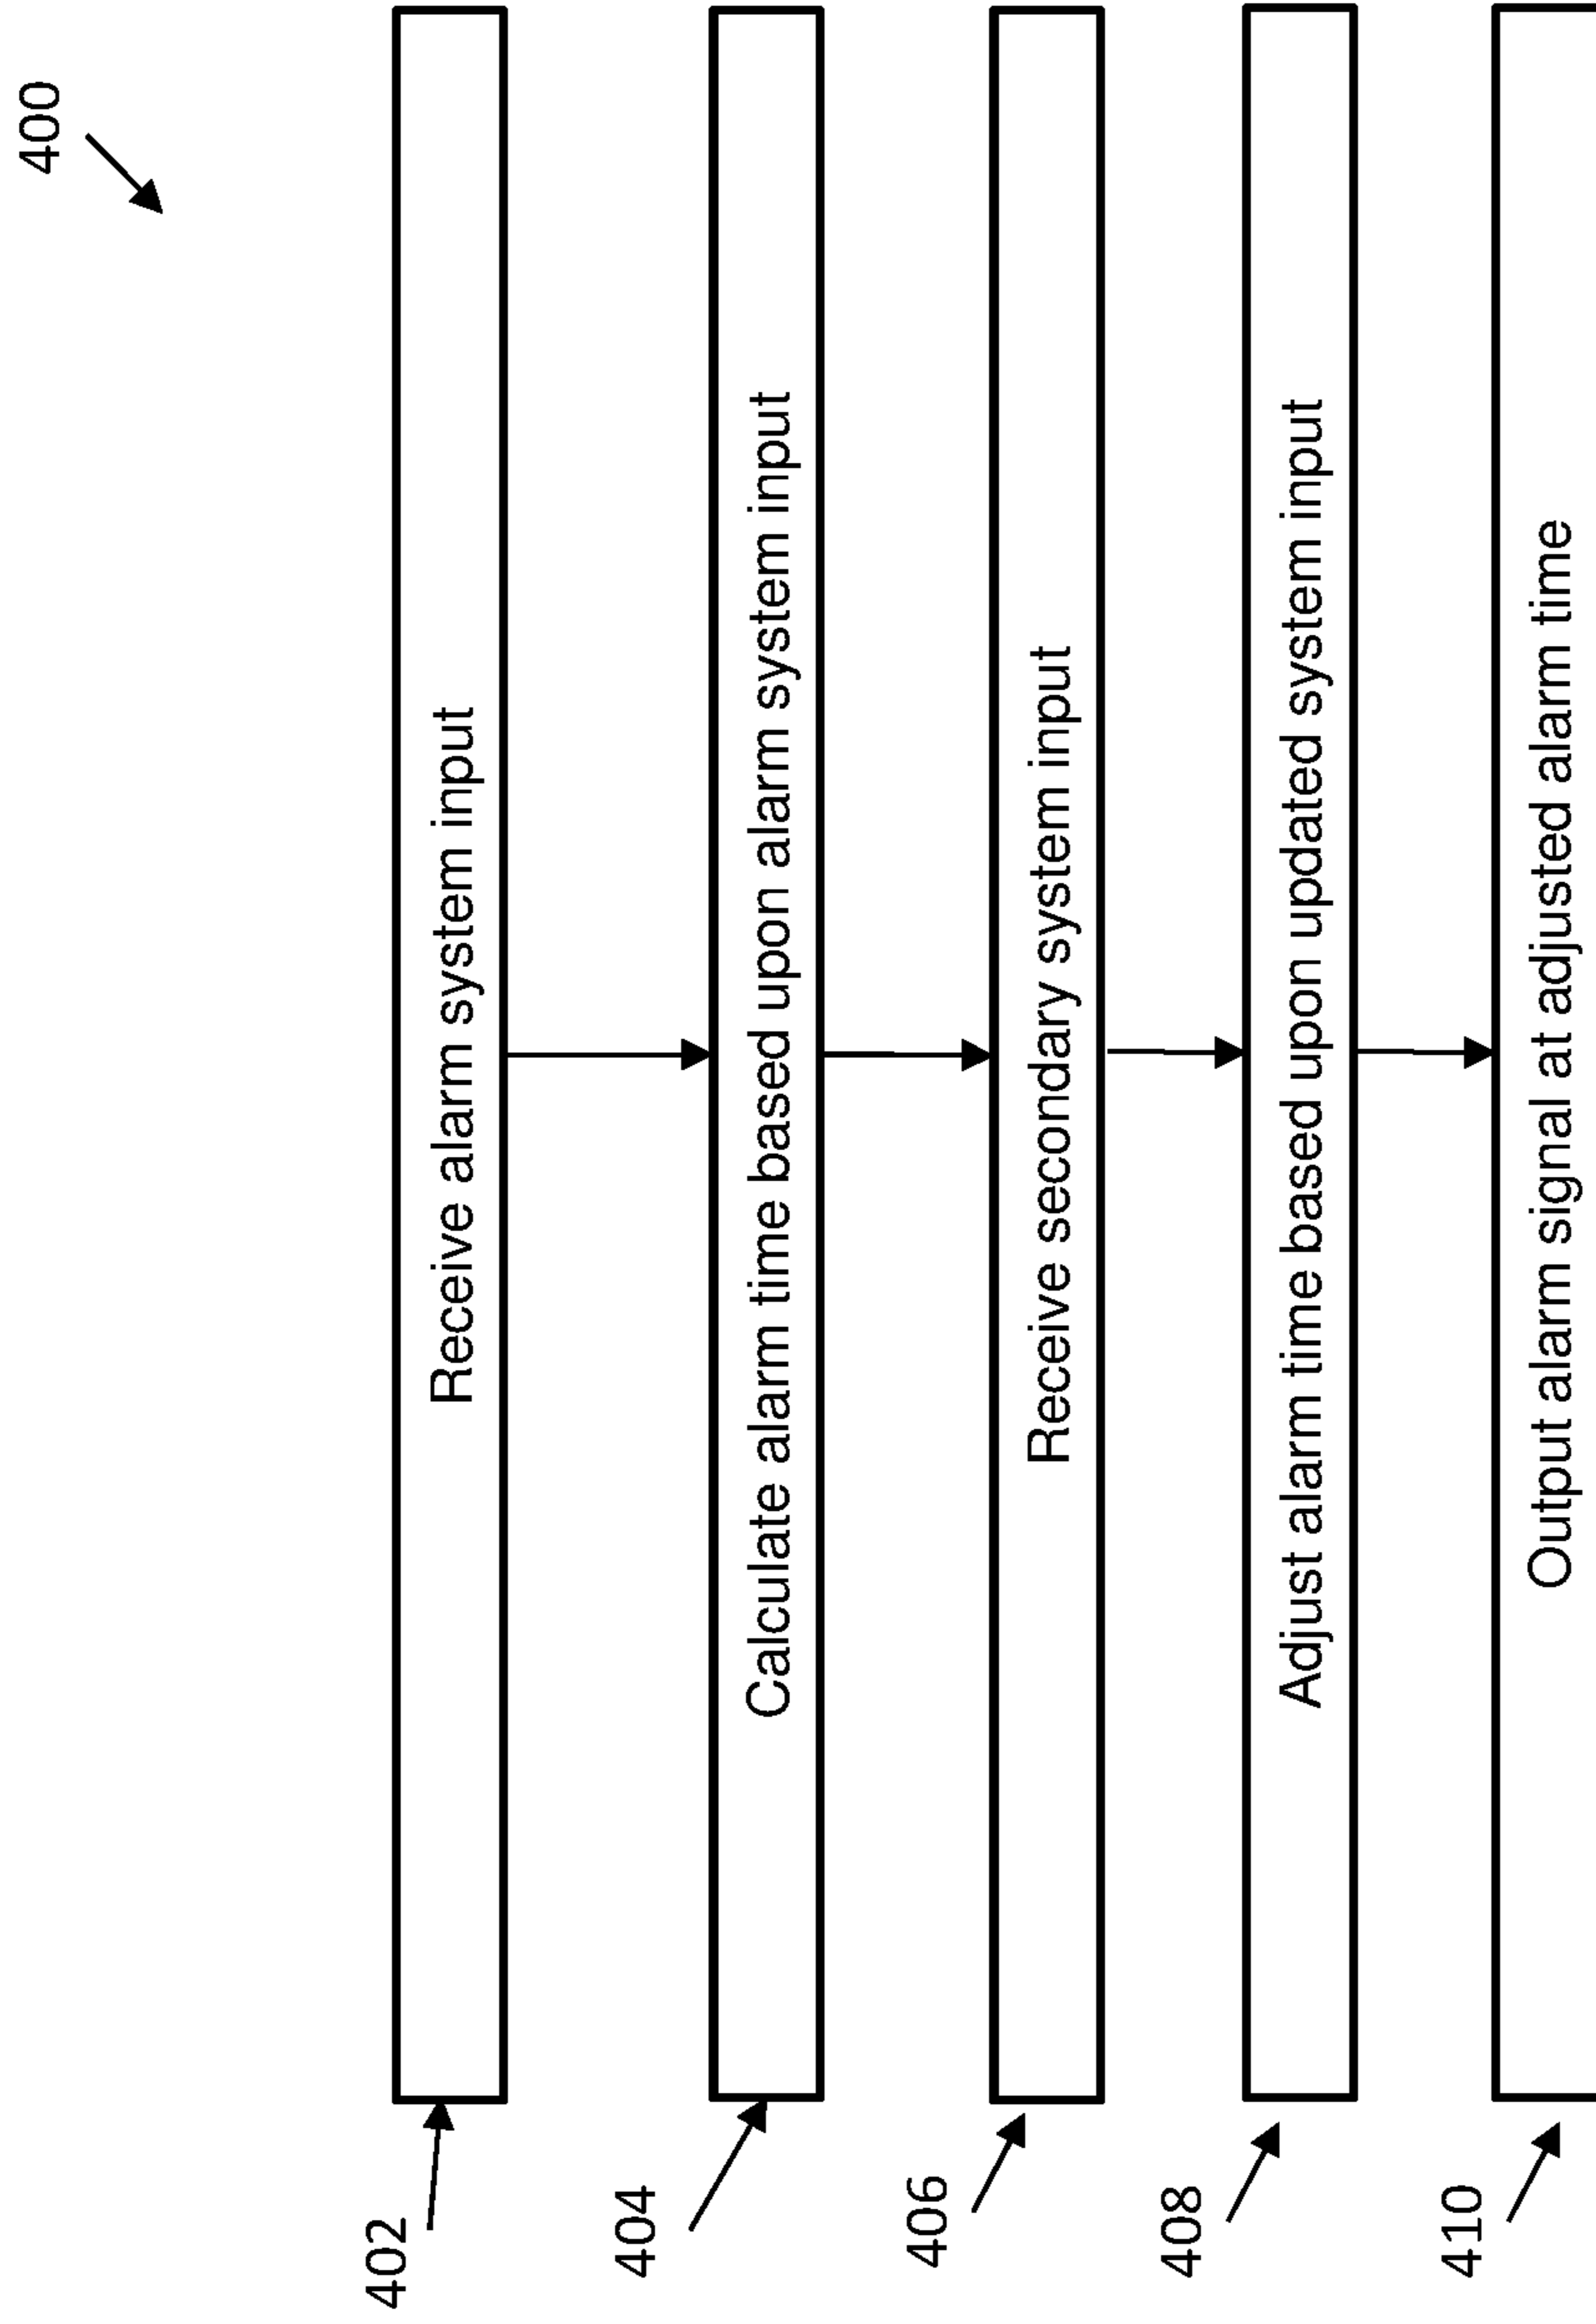 400
402
Receive alarm system input
404
Calculate alarm time based upon alarm system input
406
Receive secondary system input
408
Adjust alarm time based upon updated system input
410
Output alarm signal at adjusted alarm time